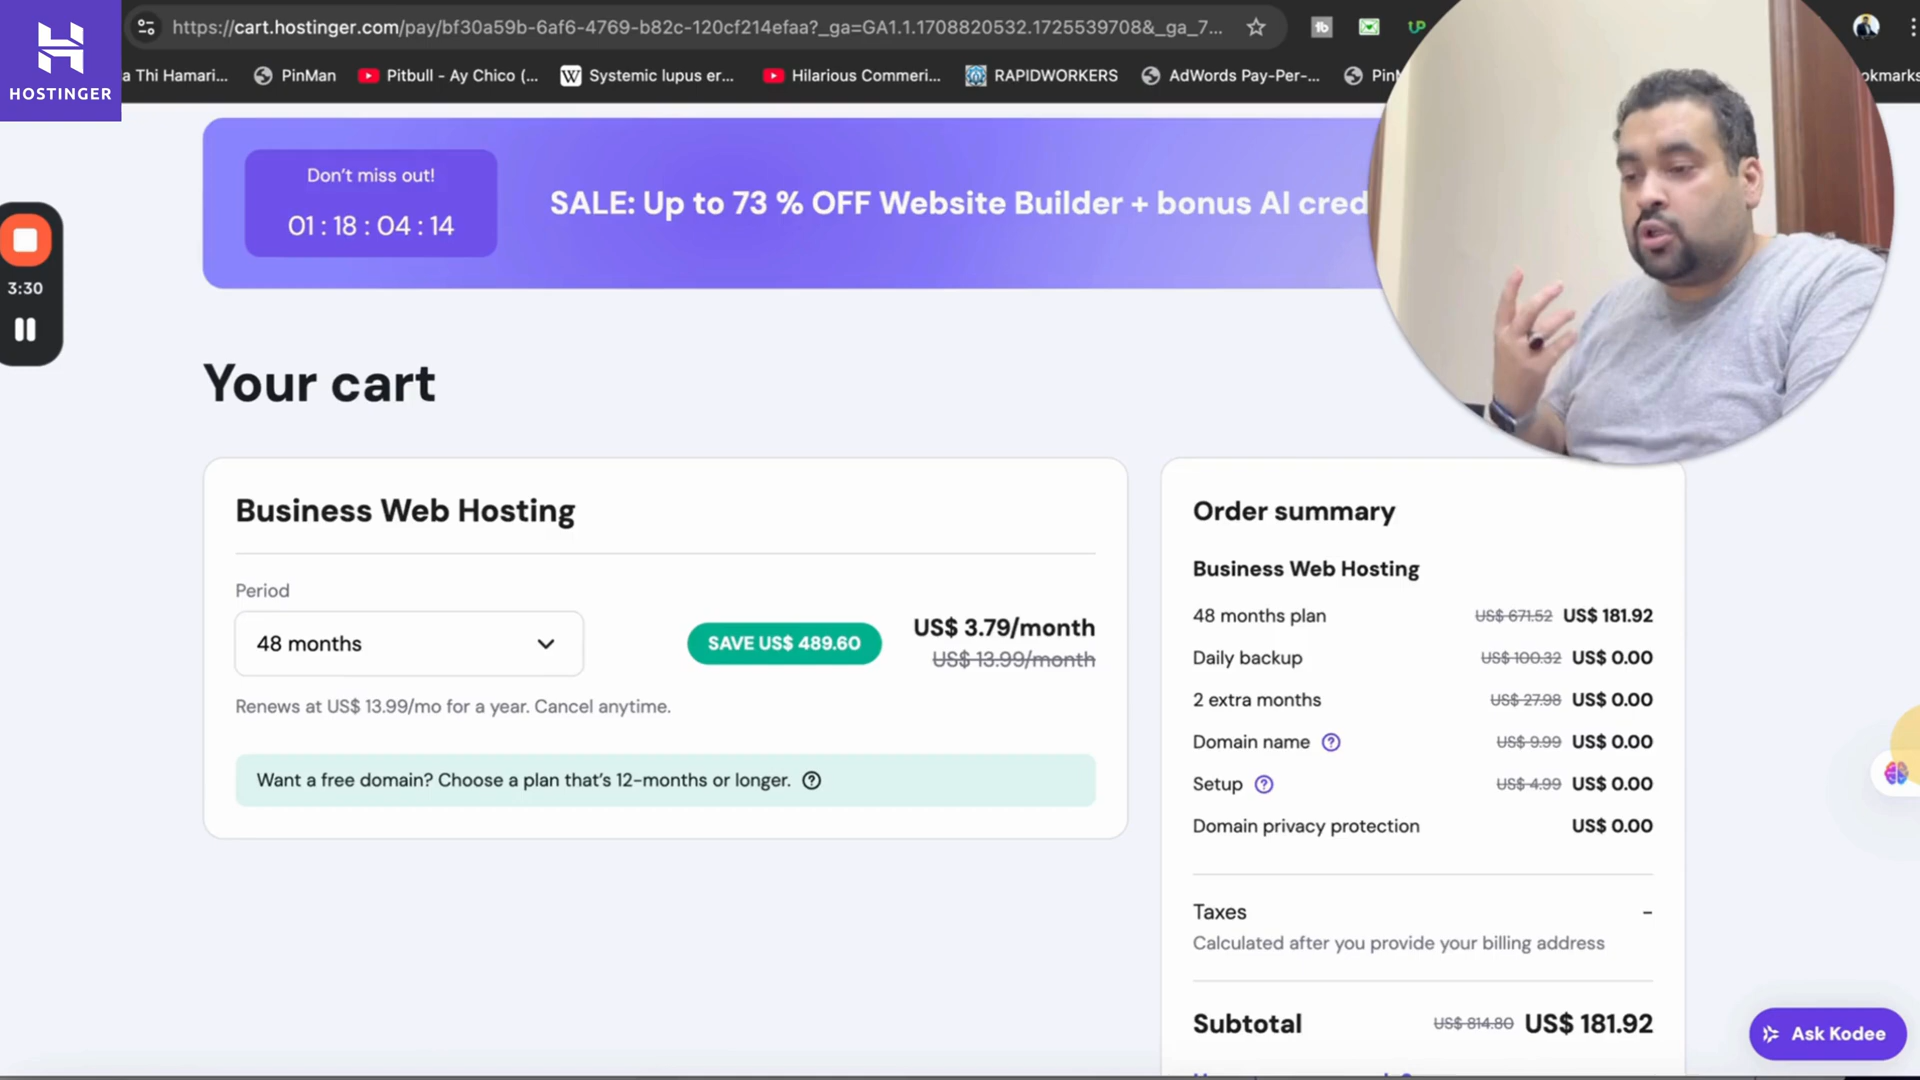 HOSTINGER
https://cart.hostinger.com/pay/bf30a59b-6af6-4769-b82c-120cf214efaa?_ga=GA1.1.1708820532.1725539708&_ga_7...
a Thi Hamari... PinMan Pitbull - Ay Chico (... Systemic lupus er... Hilarious Commeri... RAPIDWORKERS AdWords Pay-Per-... PinM okmarks
Don't miss out!
01 : 18 : 04 : 14
SALE: Up to 73 % OFF Website Builder + bonus AI cred
3:30
Your cart
Business Web Hosting
Period
48 months
SAVE US$ 489.60
US$ 3.79/month
US$ 13.99/month
Renews at US$ 13.99/mo for a year. Cancel anytime.
Want a free domain? Choose a plan that's 12-months or longer.
Order summary
Business Web Hosting
48 months plan US$ 671.52 US$ 181.92
Daily backup US$ 100.32 US$ 0.00
2 extra months US$ 27.98 US$ 0.00
Domain name US$ 9.99 US$ 0.00
Setup US$ 4.99 US$ 0.00
Domain privacy protection US$ 0.00
Taxes -
Calculated after you provide your billing address
Subtotal US$ 814.80 US$ 181.92
Ask Kodee